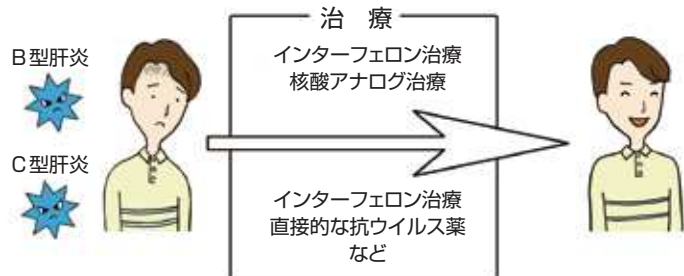 治 療
B型肝炎
インターフェロン治療
核酸アナログ治療
C型肝炎
インターフェロン治療
直接的な抗ウイルス薬
など